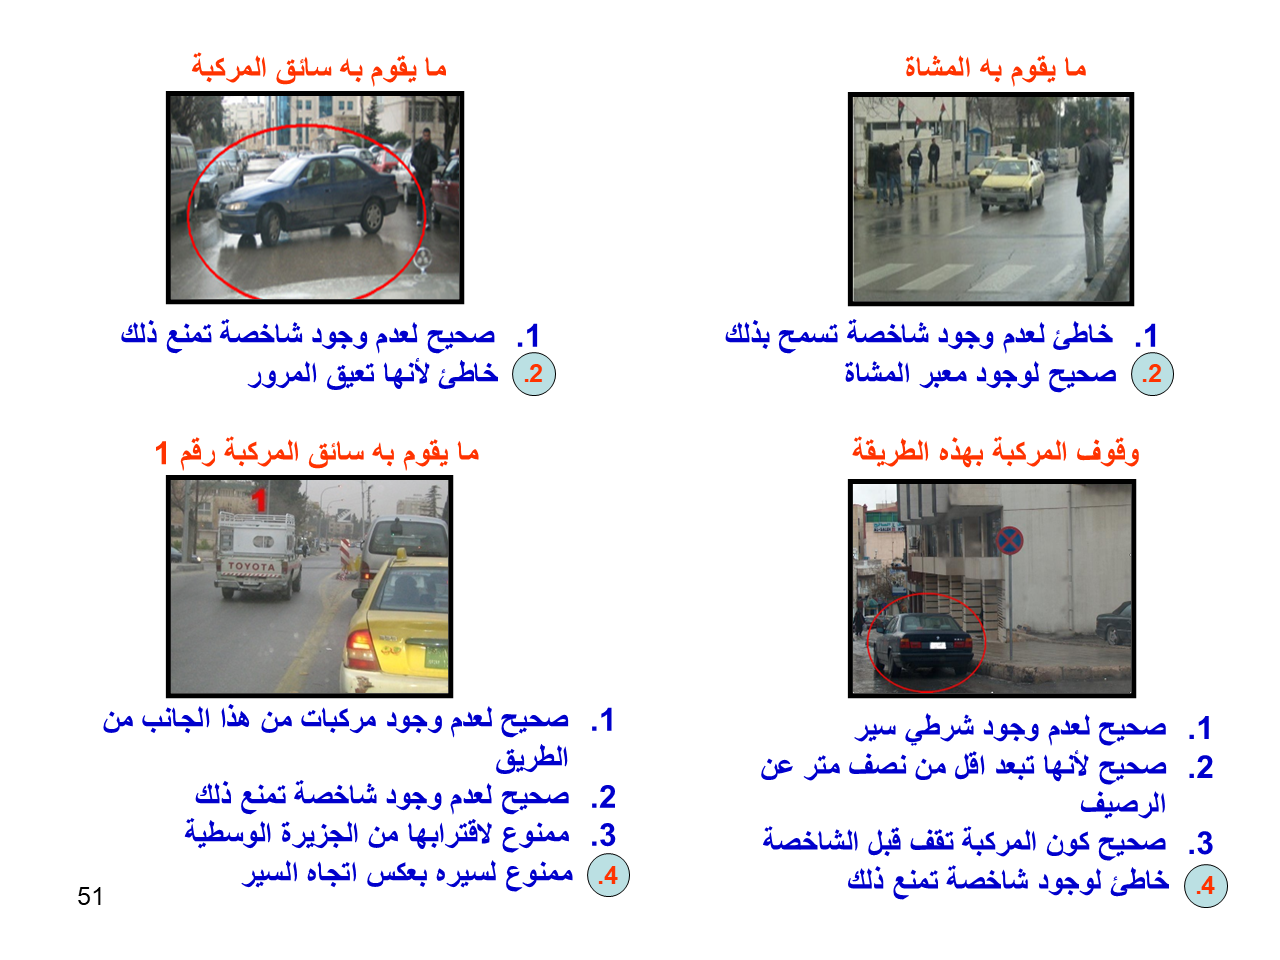 ما يقوم به المشاة
1. خاطئ لعدم وجود شاخصة تسمح بذلك
2. صحيح لوجود معبر المشاة
ما يقوم به سائق المركبة
1. صحيح لعدم وجود شاخصة تمنع ذلك
2. خاطئ لأنها تعيق المرور
وقوف المركبة بهذه الطريقة
1. صحيح لعدم وجود شرطي سير
2. صحيح لأنها تبعد اقل من نصف متر عن
الرصيف
3. صحيح كون المركبة تقف قبل الشاخصة
4. خاطئ لوجود شاخصة تمنع ذلك
ما يقوم به سائق المركبة رقم 1
1
TOYOTA
1. صحيح لعدم وجود مركبات من هذا الجانب من
الطريق
2. صحيح لعدم وجود شاخصة تمنع ذلك
3. ممنوع لاقترابها من الجزيرة الوسطية
4. ممنوع لسيره بعكس اتجاه السير
51